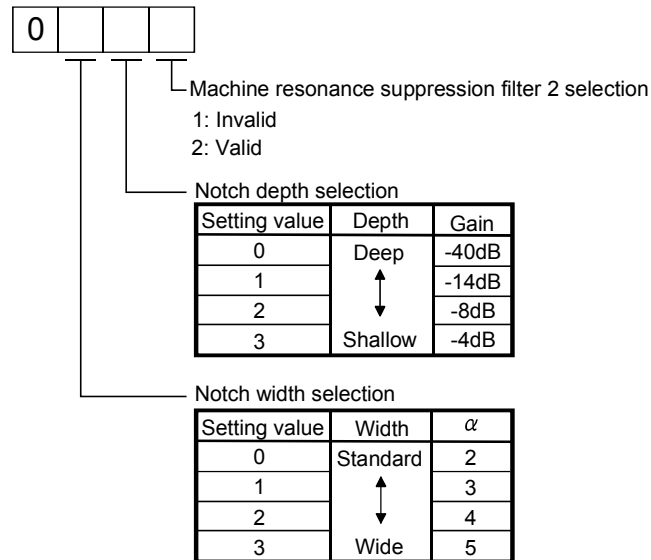 0
Machine resonance suppression filter 2 selection
1: Invalid
2: Valid
Notch depth selection
Setting value Depth Gain
0 Deep -40dB
1 -14dB
2 -8dB
3 Shallow -4dB
Notch width selection
Setting value Width α
0 Standard 2
1 3
2 4
3 Wide 5